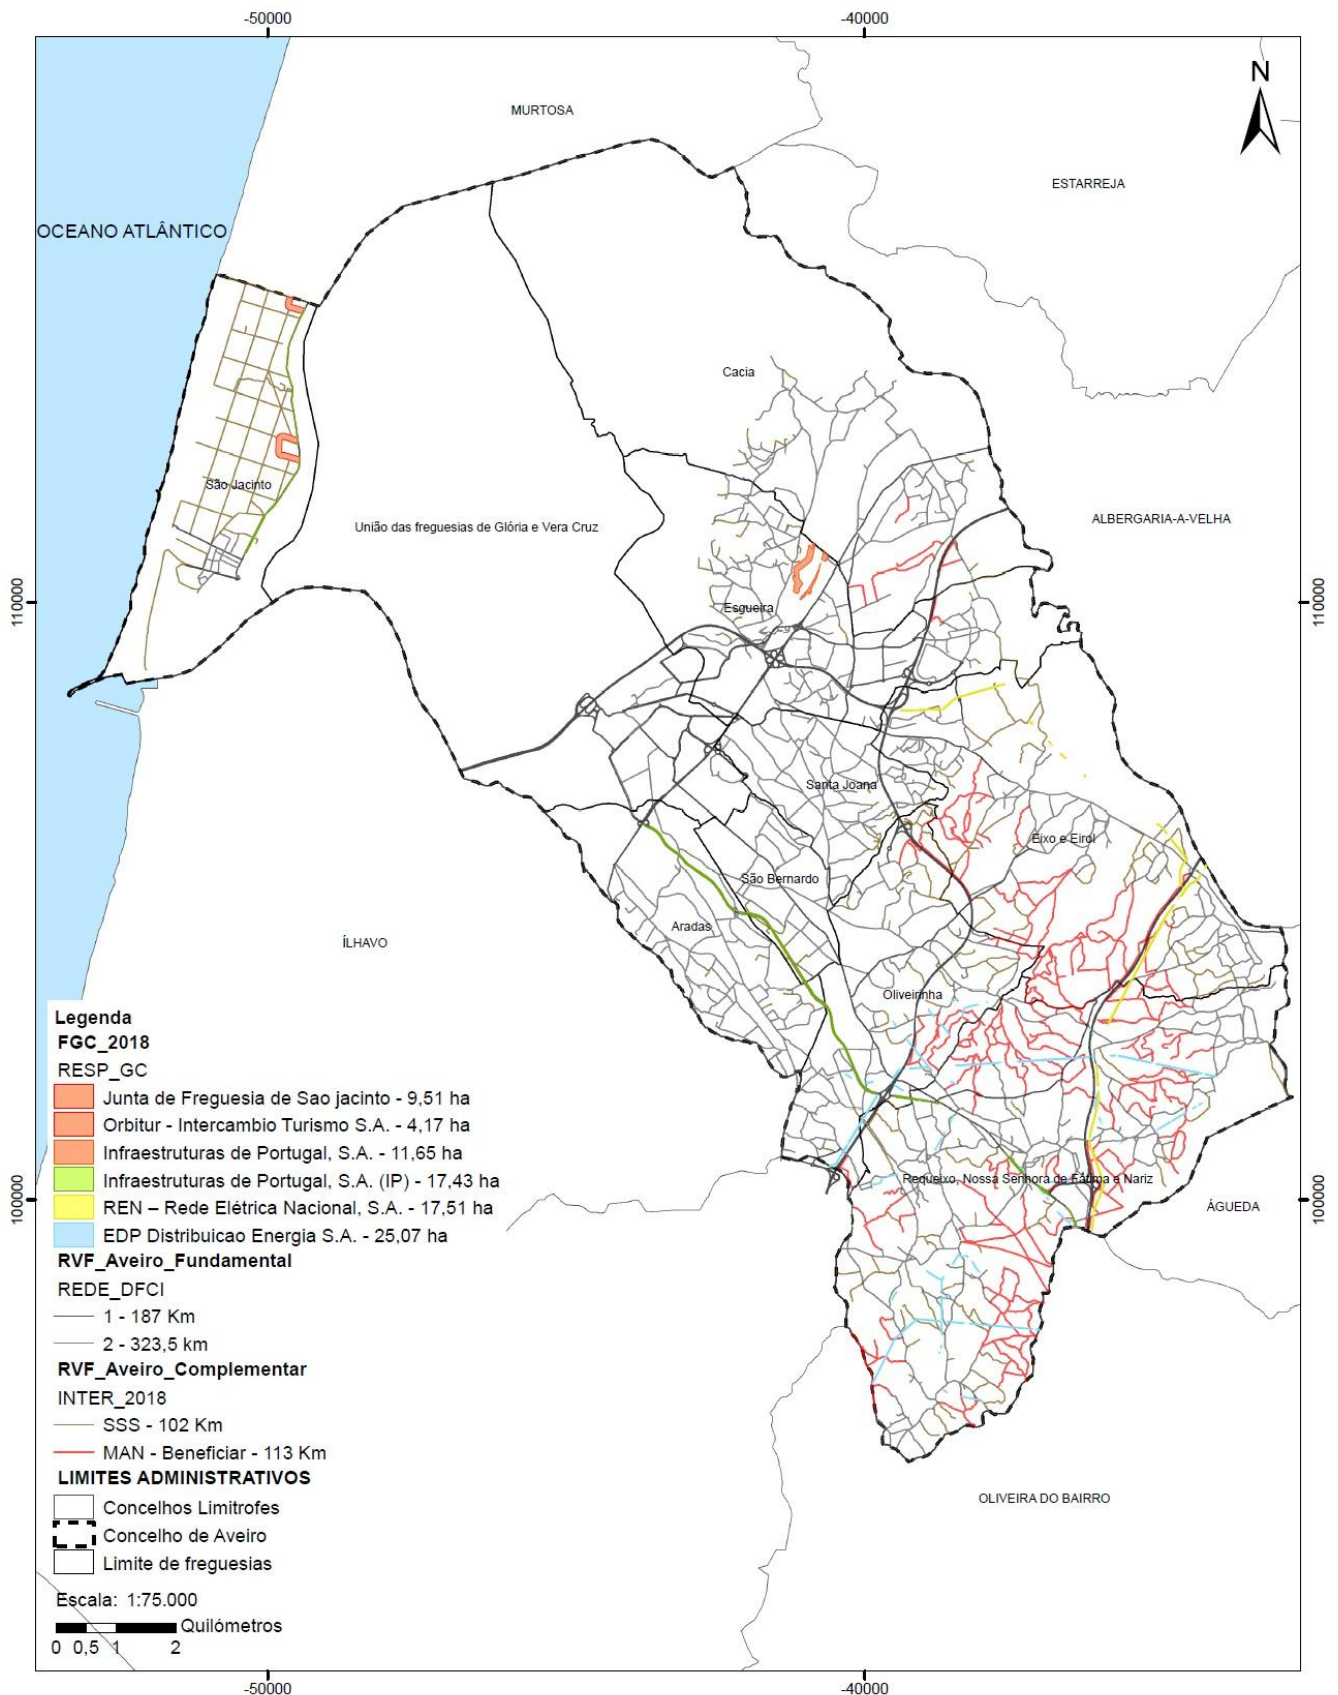 -50000
-40000
N
MURTOSA
ESTARREJA
OCEANO ATLÂNTICO
Cacia
São Jacinto
União das freguesias de Glória e Vera Cruz
ALBERGARIA-A-VELHA
110000
110000
Esgueira
Santa Joana
Eixo e Eirol
São Bernardo
Aradas
ÍLHAVO
Oliveirinha
Requeixo, Nossa Senhora de Fátima e Nariz
100000
100000
ÁGUEDA
OLIVEIRA DO BAIRRO
Legenda
FGC_2018
RESP_GC
Junta de Freguesia de Sao jacinto - 9,51 ha
Orbitur - Intercambio Turismo S.A. - 4,17 ha
Infraestruturas de Portugal, S.A. - 11,65 ha
Infraestruturas de Portugal, S.A. (IP) - 17,43 ha
REN – Rede Elétrica Nacional, S.A. - 17,51 ha
EDP Distribuicao Energia S.A. - 25,07 ha
RVF_Aveiro_Fundamental
REDE_DFCI
1 - 187 Km
2 - 323,5 km
RVF_Aveiro_Complementar
INTER_2018
SSS - 102 Km
MAN - Beneficiar - 113 Km
LIMITES ADMINISTRATIVOS
Concelhos Limitrofes
Concelho de Aveiro
Limite de freguesias
Escala: 1:75.000
Quilómetros
0 0,5 1 2
-50000
-40000